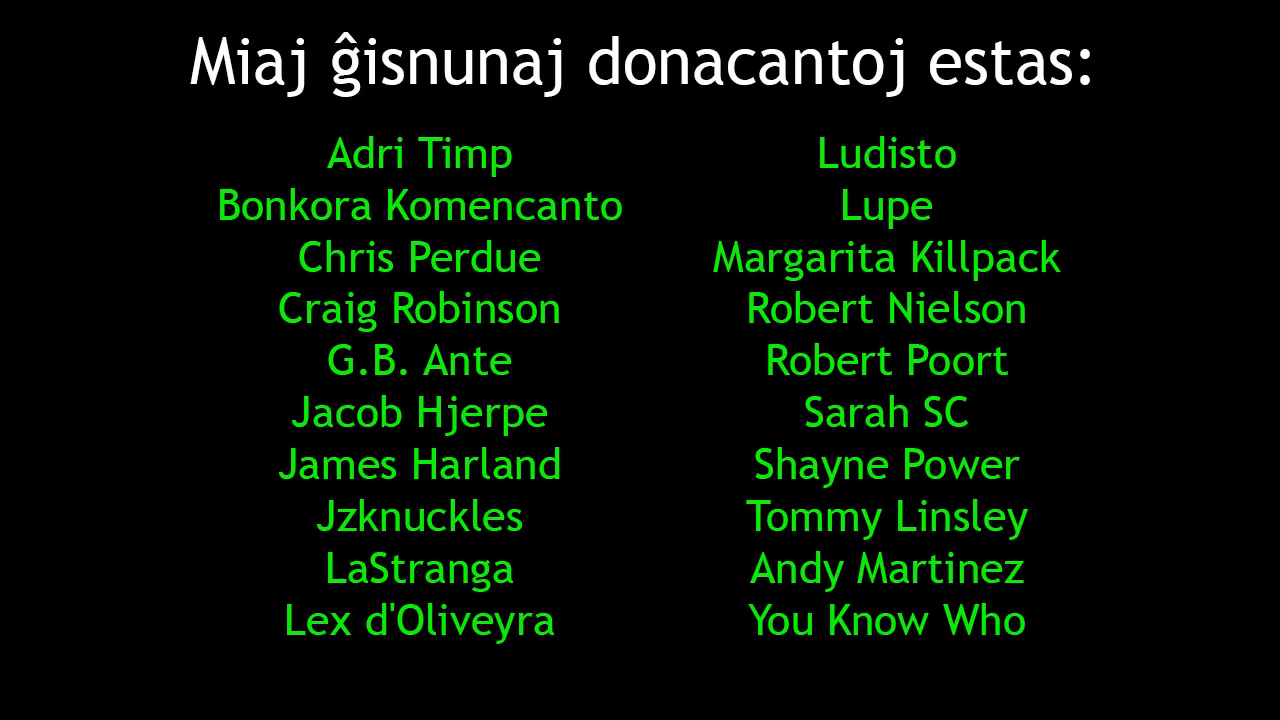 Miaj ĝisnunaj donacantoj estas:
Adri Timp
Bonkora Komencanto
Chris Perdue
Craig Robinson
G.B. Ante
Jacob Hjerpe
James Harland
Jzknuckles
LaStranga
Lex d'Oliveyra
Ludisto
Lupe
Margarita Killpack
Robert Nielson
Robert Poort
Sarah SC
Shayne Power
Tommy Linsley
Andy Martinez
You Know Who